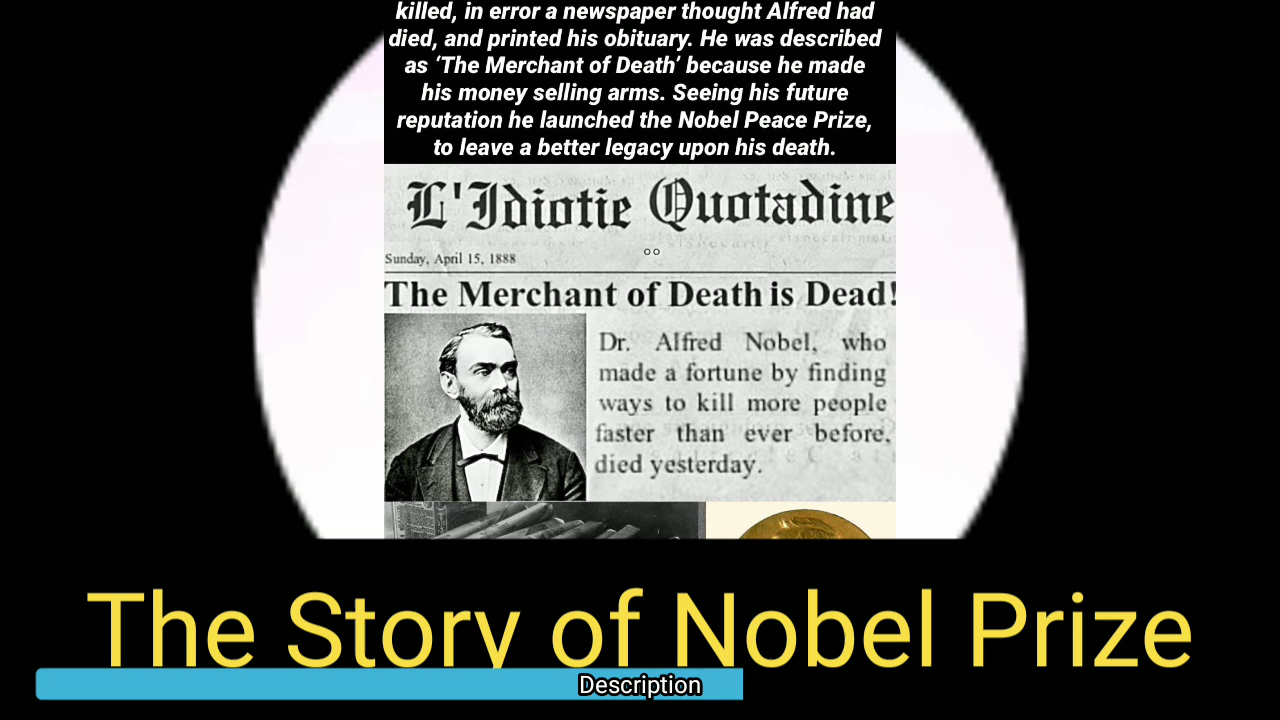 killed, in error a newspaper thought Alfred had
died, and printed his obituary. He was described
as ‘The Merchant of Death’ because he made
his money selling arms. Seeing his future
reputation he launched the Nobel Peace Prize,
to leave a better legacy upon his death.
L'Idiotie Quotadine
Sunday, April 15, 1888
The Merchant of Death is Dead!
Dr. Alfred Nobel, who
made a fortune by finding
ways to kill more people
faster than ever before,
died yesterday.
The Story of Nobel Prize
Description